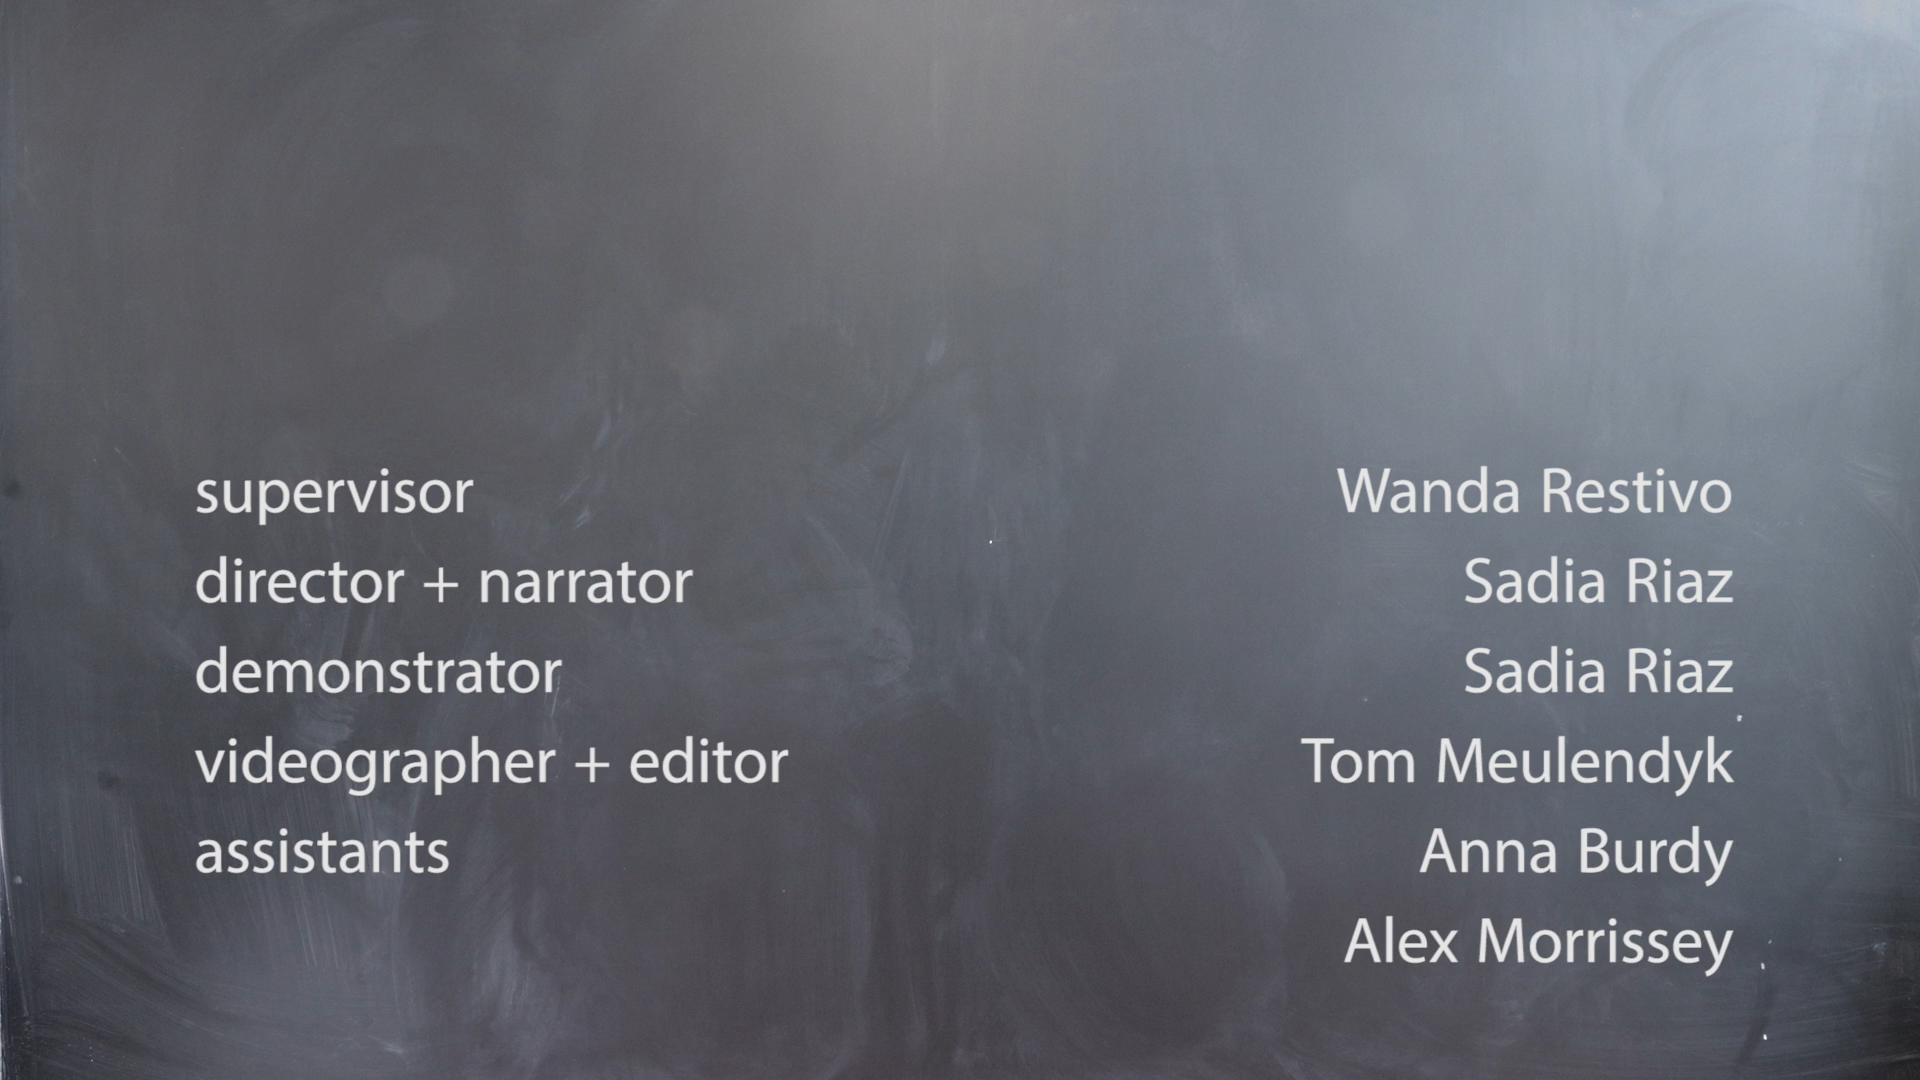 supervisor Wanda Restivo
director + narrator Sadia Riaz
demonstrator Sadia Riaz
videographer + editor Tom Meulendyk
assistants Anna Burdy
Alex Morrissey